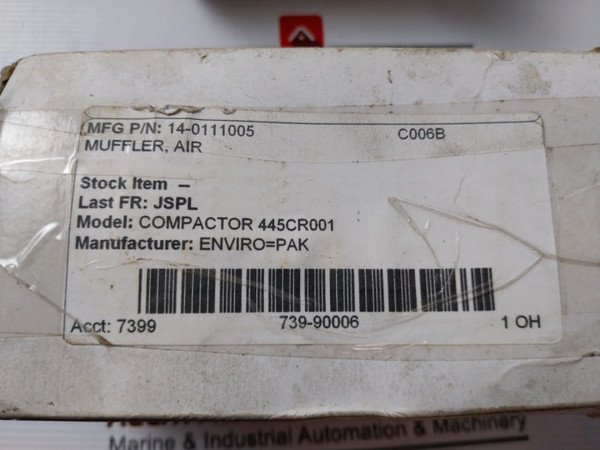 MFG P/N: 14-0111005 C006B
MUFFLER, AIR
Stock Item –
Last FR: JSPL
Model: COMPACTOR 445CR001
Manufacturer: ENVIRO=PAK
Acct: 7399 739-90006 1 OH
Marine & Industrial Automation & Machinery